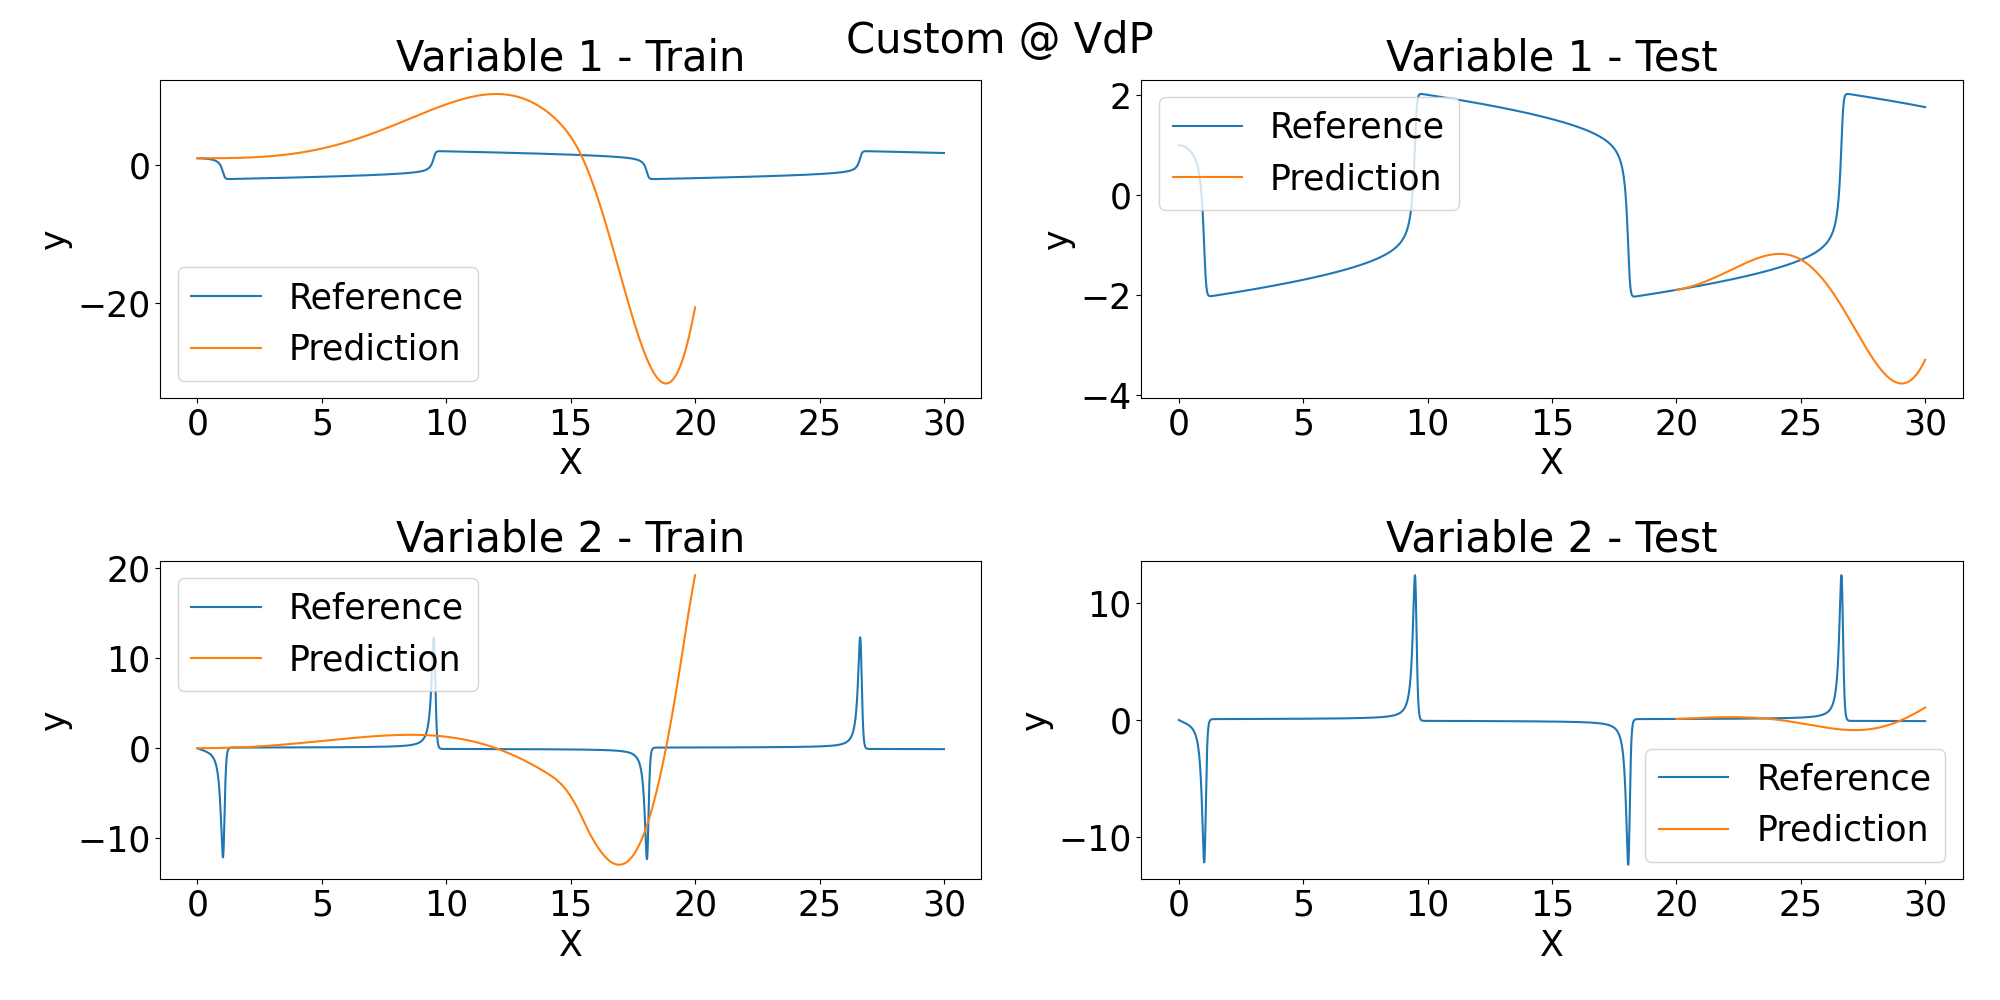 Custom @ VdP
Variable 1 - Train
0
−20
y
Reference
Prediction
0 5 10 15 20 25 30
X
Variable 1 - Test
2
0
−2
−4
y
Reference
Prediction
0 5 10 15 20 25 30
X
Variable 2 - Train
20
10
0
−10
y
Reference
Prediction
0 5 10 15 20 25 30
X
Variable 2 - Test
10
0
−10
y
Reference
Prediction
0 5 10 15 20 25 30
X